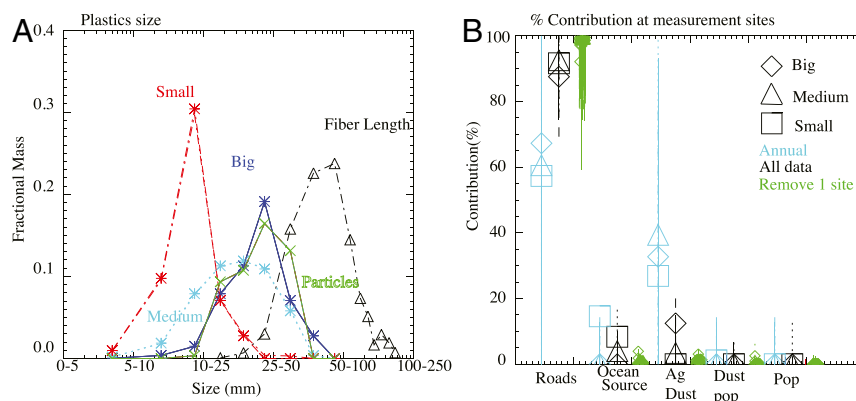 A
Plastics size
0.4
0.3
0.2
0.1
0.0
Fractional Mass
Small
Big
Fiber Length
Medium
Particles
0-5
5-10
10-25
25-50
50-100
100-250
Size (mm)
B
% Contribution at measurement sites
100
80
60
40
20
0
Contribution(%)
Big
Medium
Small
Annual
All data
Remove 1 site
Roads
Ocean
Source
Ag
Dust
Dust
pop
Pop